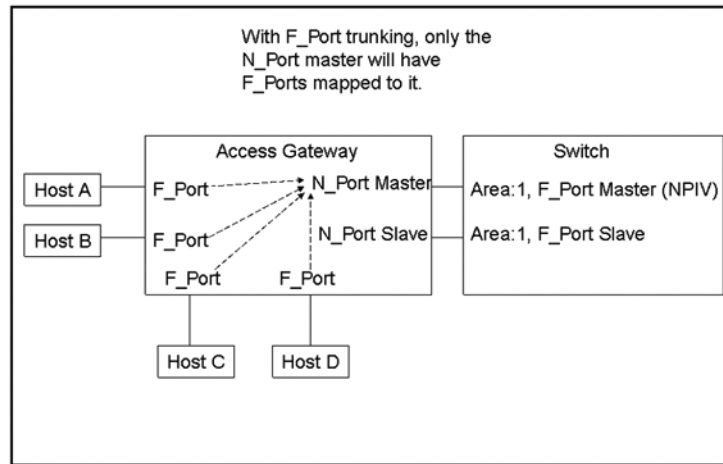 With F_Port trunking, only the
N_Port master will have
F_Ports mapped to it.
Access Gateway
Switch
Host A
F_Port
N_Port Master
Area:1, F_Port Master (NPIV)
Host B
F_Port
N_Port Slave
Area:1, F_Port Slave
F_Port
F_Port
Host C
Host D